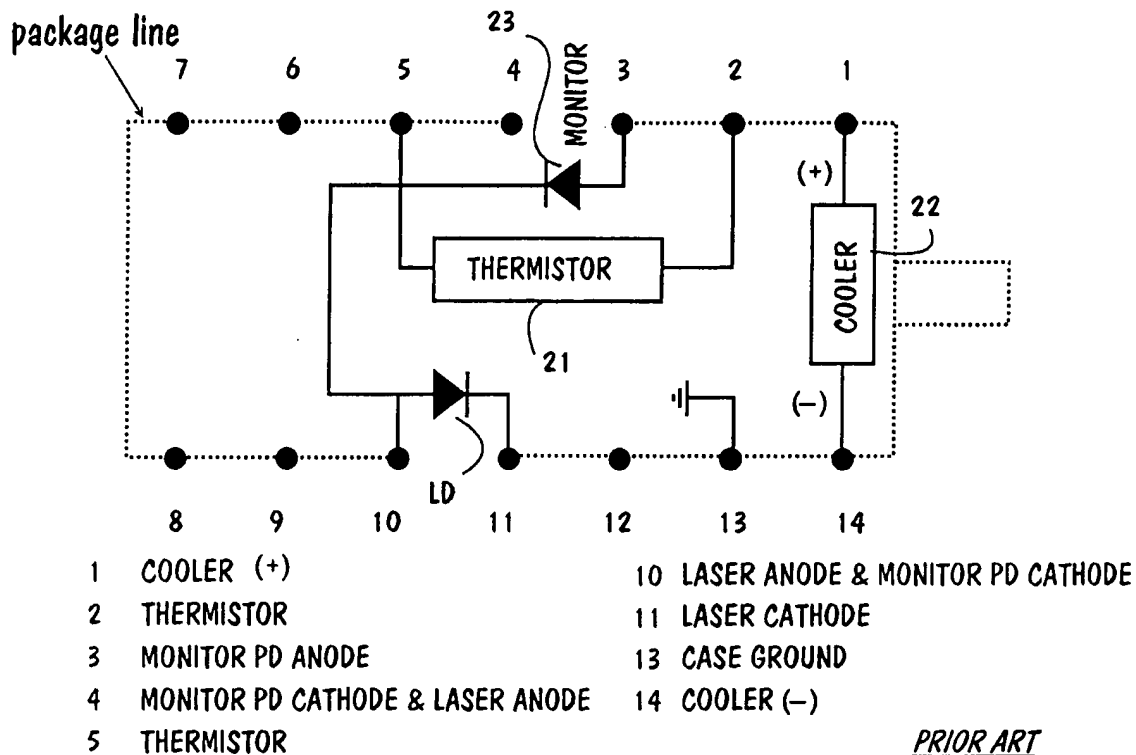 package line
23
7 6 5 4 3 2 1
MONITOR
(+)
22
THERMISTOR
COOLER
21
(–)
LD
8 9 10 11 12 13 14
1 COOLER (+)
2 THERMISTOR
3 MONITOR PD ANODE
4 MONITOR PD CATHODE & LASER ANODE
5 THERMISTOR
10 LASER ANODE & MONITOR PD CATHODE
11 LASER CATHODE
13 CASE GROUND
14 COOLER (–)
PRIOR ART